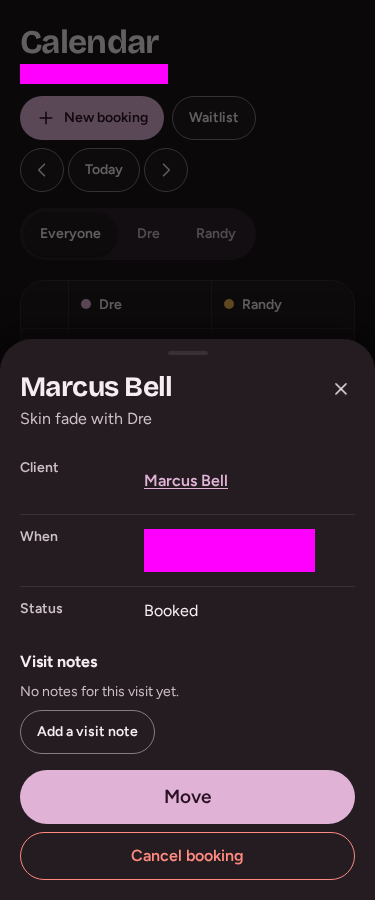 Calendar
New booking
Waitlist
Today
Everyone
Dre
Randy
Dre
Randy
Marcus Bell
Skin fade with Dre
Client
Marcus Bell
When
Status
Booked
Visit notes
No notes for this visit yet.
Add a visit note
Move
Cancel booking